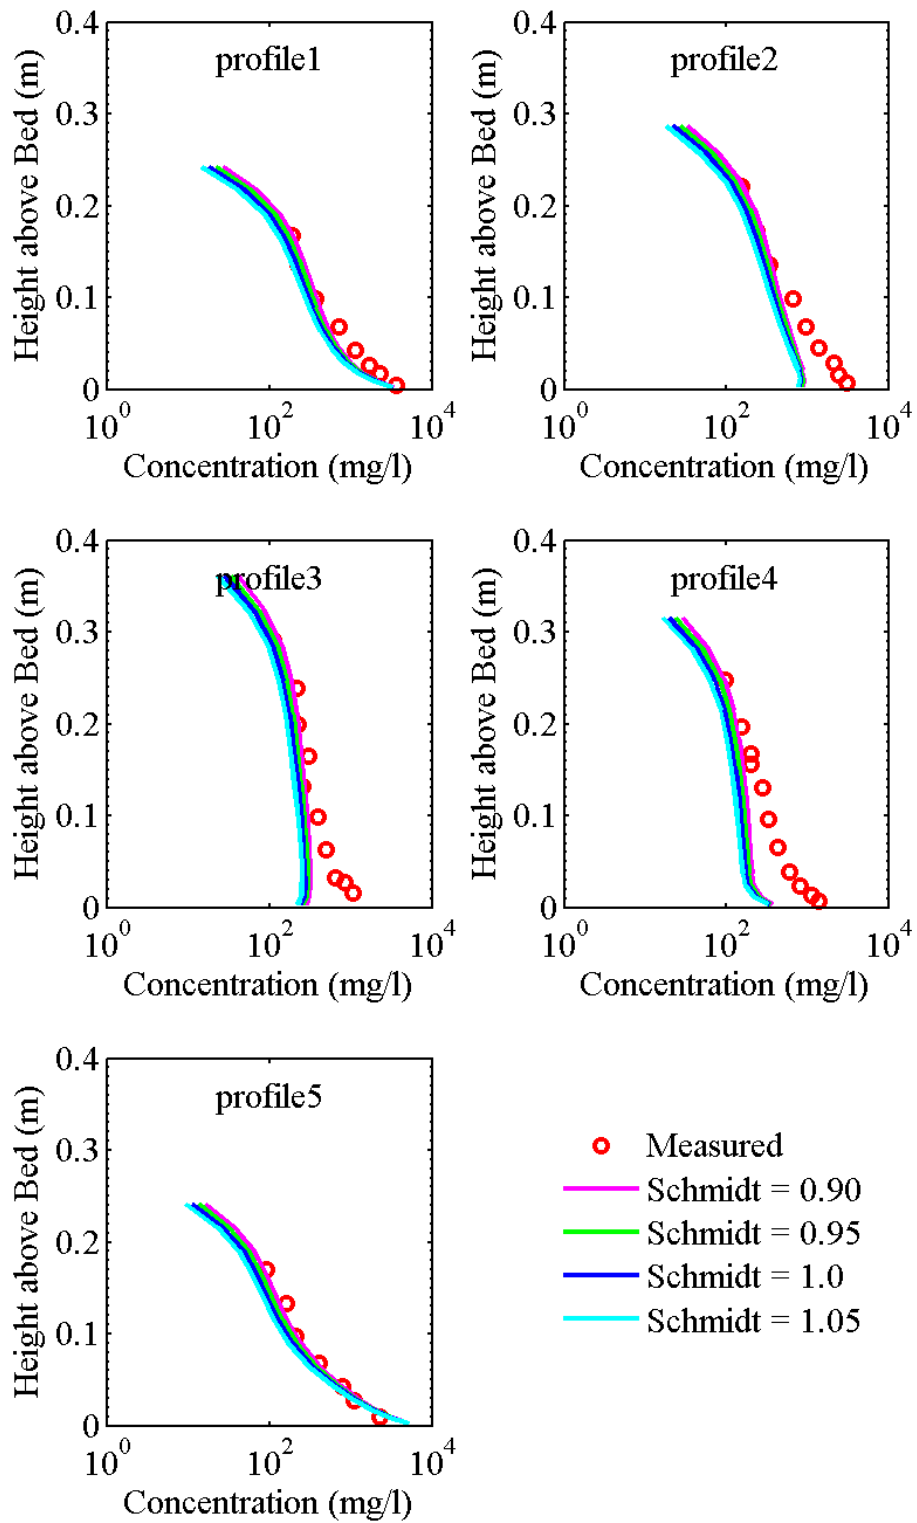 profile1
Height above Bed (m)
0.4
0.3
0.2
0.1
0
10^0
10^2
10^4
Concentration (mg/l)
profile2
Height above Bed (m)
0.4
0.3
0.2
0.1
0
10^0
10^2
10^4
Concentration (mg/l)
profile3
Height above Bed (m)
0.4
0.3
0.2
0.1
0
10^0
10^2
10^4
Concentration (mg/l)
profile4
Height above Bed (m)
0.4
0.3
0.2
0.1
0
10^0
10^2
10^4
Concentration (mg/l)
profile5
Height above Bed (m)
0.4
0.3
0.2
0.1
0
10^0
10^2
10^4
Concentration (mg/l)
Measured
Schmidt = 0.90
Schmidt = 0.95
Schmidt = 1.0
Schmidt = 1.05